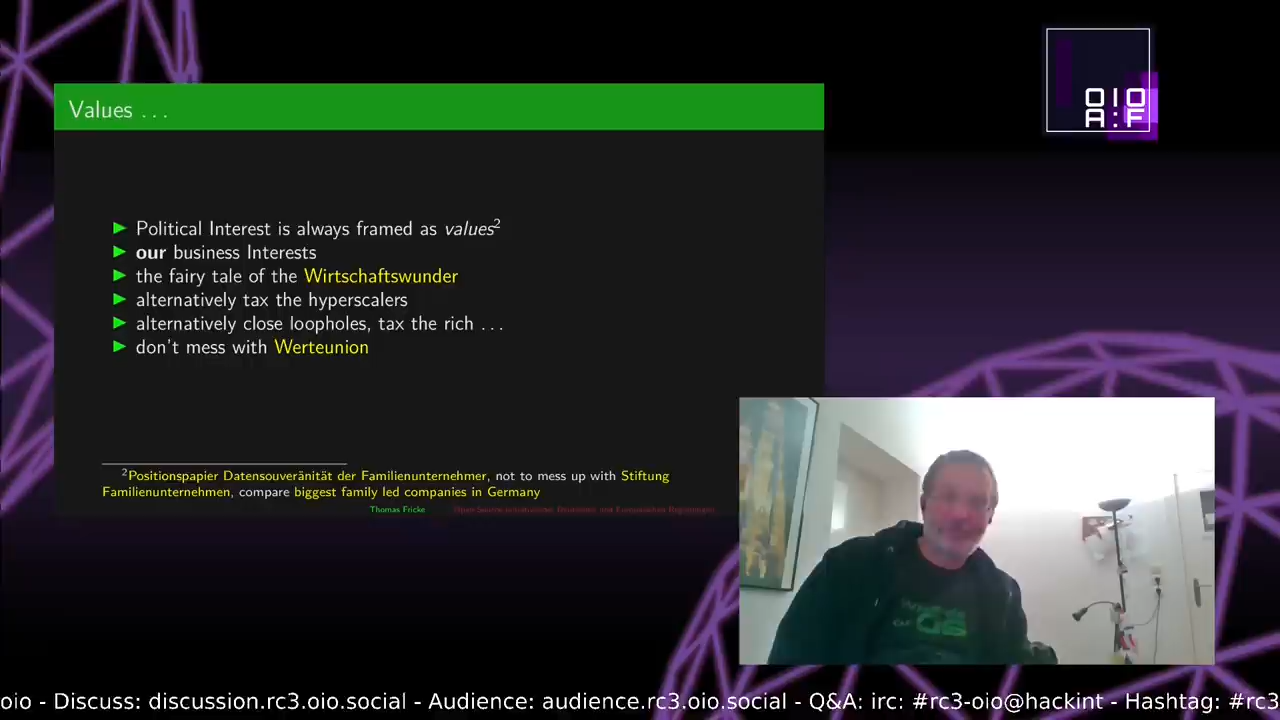 Values ...
OIO
A:F
Political Interest is always framed as values²
our business Interests
the fairy tale of the Wirtschaftswunder
alternatively tax the hyperscalers
alternatively close loopholes, tax the rich ...
don't mess with Werteunion
²Positionspapier Datensouveränität der Familienunternehmer, not to mess up with Stiftung
Familienunternehmen, compare biggest family led companies in Germany
Thomas Fricke
oio - Discuss: discussion.rc3.oio.social - Audience: audience.rc3.oio.social - Q&A: irc: #rc3-oio@hackint - Hashtag: #rc3